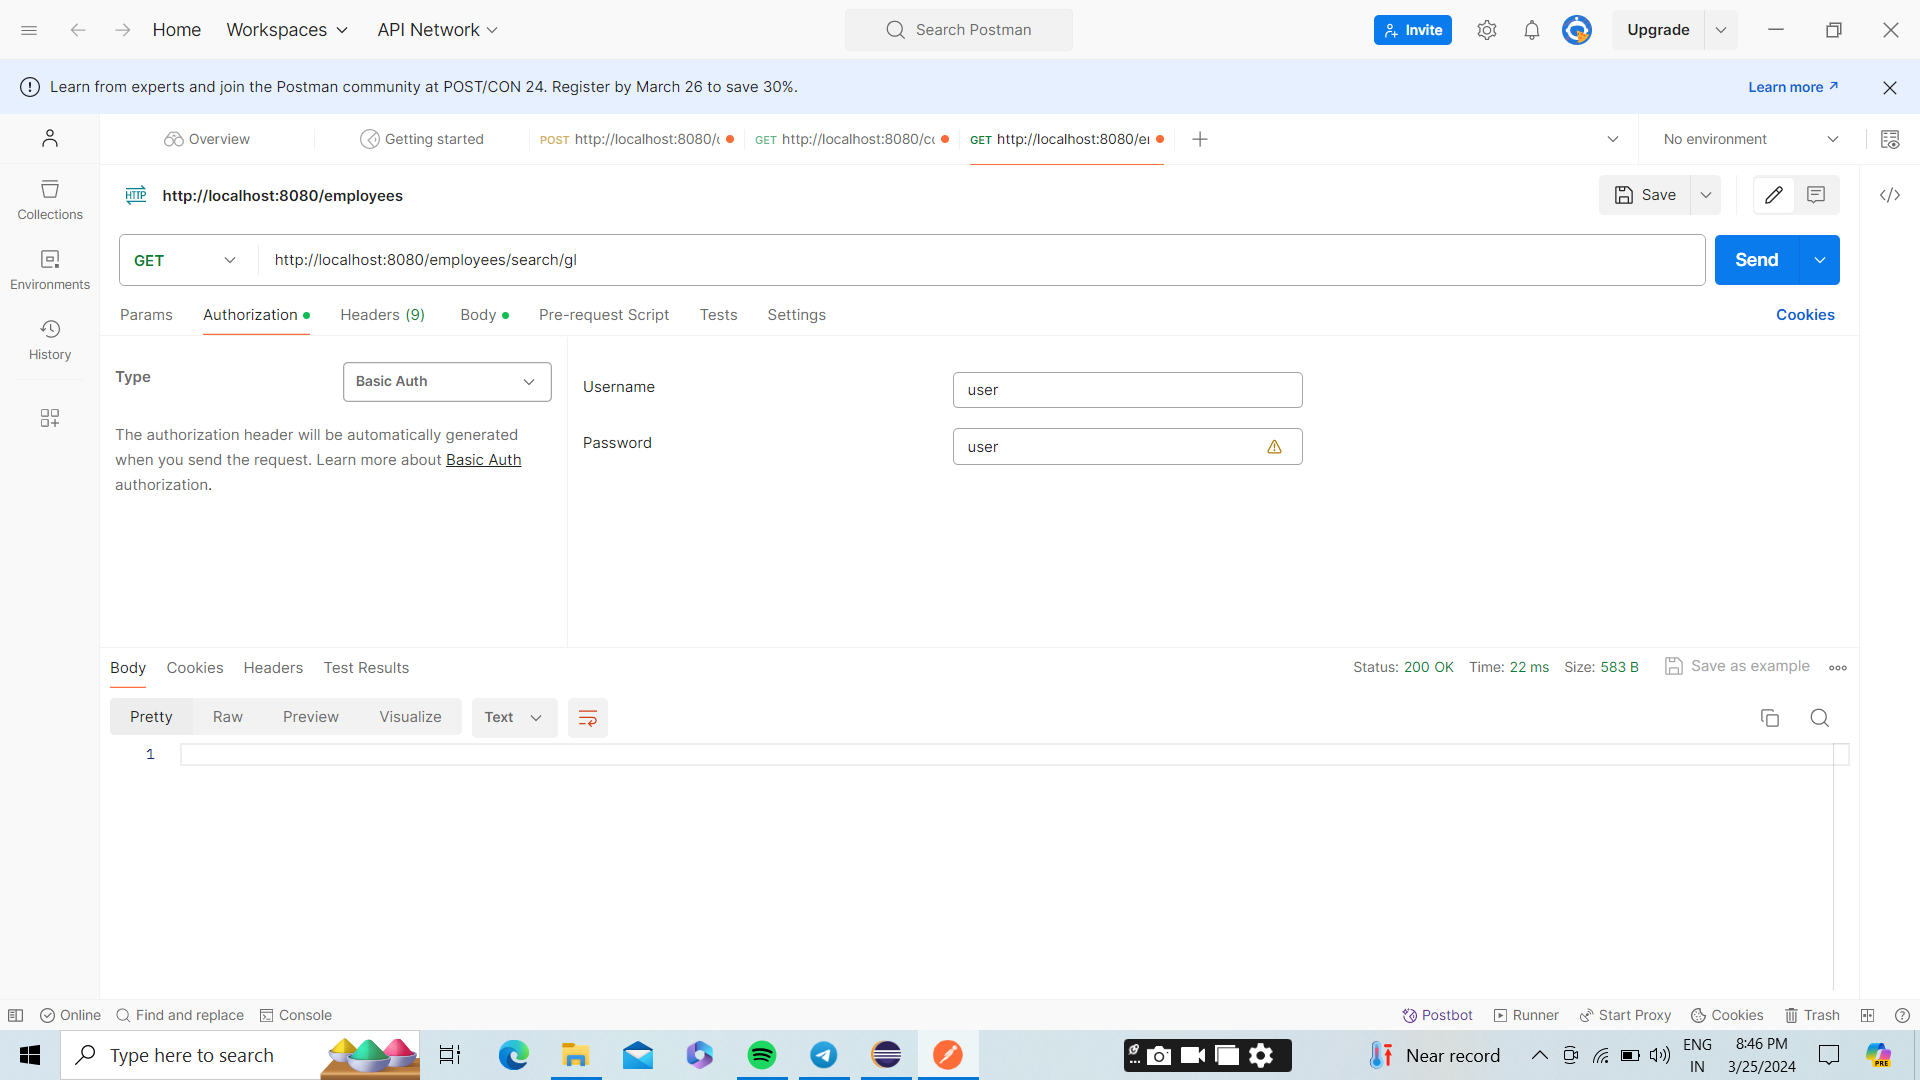 Home Workspaces API Network Search Postman Invite Upgrade
Learn from experts and join the Postman community at POST/CON 24. Register by March 26 to save 30%. Learn more
Overview Getting started POST http://localhost:8080/ GET http://localhost:8080/c GET http://localhost:8080/e No environment
HTTP http://localhost:8080/employees Save
Collections
GET http://localhost:8080/employees/search/gl Send
Environments
Params Authorization Headers (9) Body Pre-request Script Tests Settings Cookies
History
Type Basic Auth Username user
The authorization header will be automatically generated
when you send the request. Learn more about Basic Auth
authorization.
Password user
Body Cookies Headers Test Results Status: 200 OK Time: 22 ms Size: 583 B Save as example
Pretty Raw Preview Visualize Text
1
Online Find and replace Console Postbot Runner Start Proxy Cookies Trash
Type here to search Near record ENG 8:46 PM
IN 3/25/2024 PRE